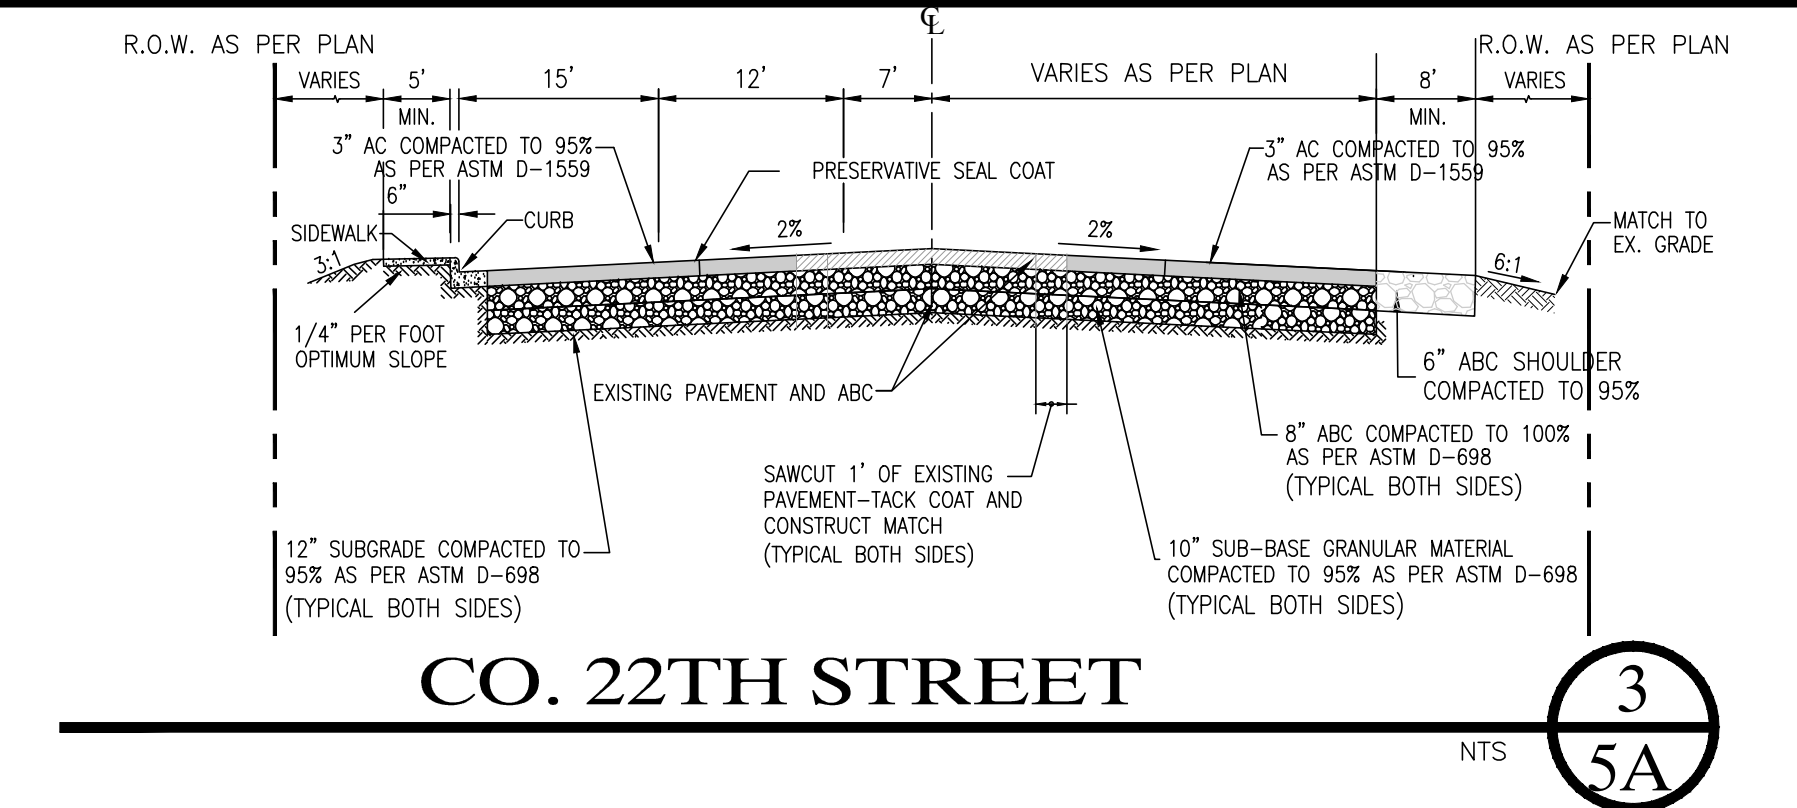 ℄
R.O.W. AS PER PLAN
R.O.W. AS PER PLAN
VARIES
5'
15'
12'
7'
VARIES AS PER PLAN
8'
VARIES
MIN.
MIN.
3" AC COMPACTED TO 95%
AS PER ASTM D-1559
PRESERVATIVE SEAL COAT
3" AC COMPACTED TO 95%
AS PER ASTM D-1559
6"
CURB
SIDEWALK
2%
2%
MATCH TO
EX. GRADE
3:1
6:1
1/4" PER FOOT
OPTIMUM SLOPE
EXISTING PAVEMENT AND ABC
6" ABC SHOULDER
COMPACTED TO 95%
8" ABC COMPACTED TO 100%
AS PER ASTM D-698
(TYPICAL BOTH SIDES)
SAWCUT 1' OF EXISTING
PAVEMENT-TACK COAT AND
CONSTRUCT MATCH
(TYPICAL BOTH SIDES)
12" SUBGRADE COMPACTED TO
95% AS PER ASTM D-698
(TYPICAL BOTH SIDES)
10" SUB-BASE GRANULAR MATERIAL
COMPACTED TO 95% AS PER ASTM D-698
(TYPICAL BOTH SIDES)
CO. 22TH STREET
3
NTS
5A